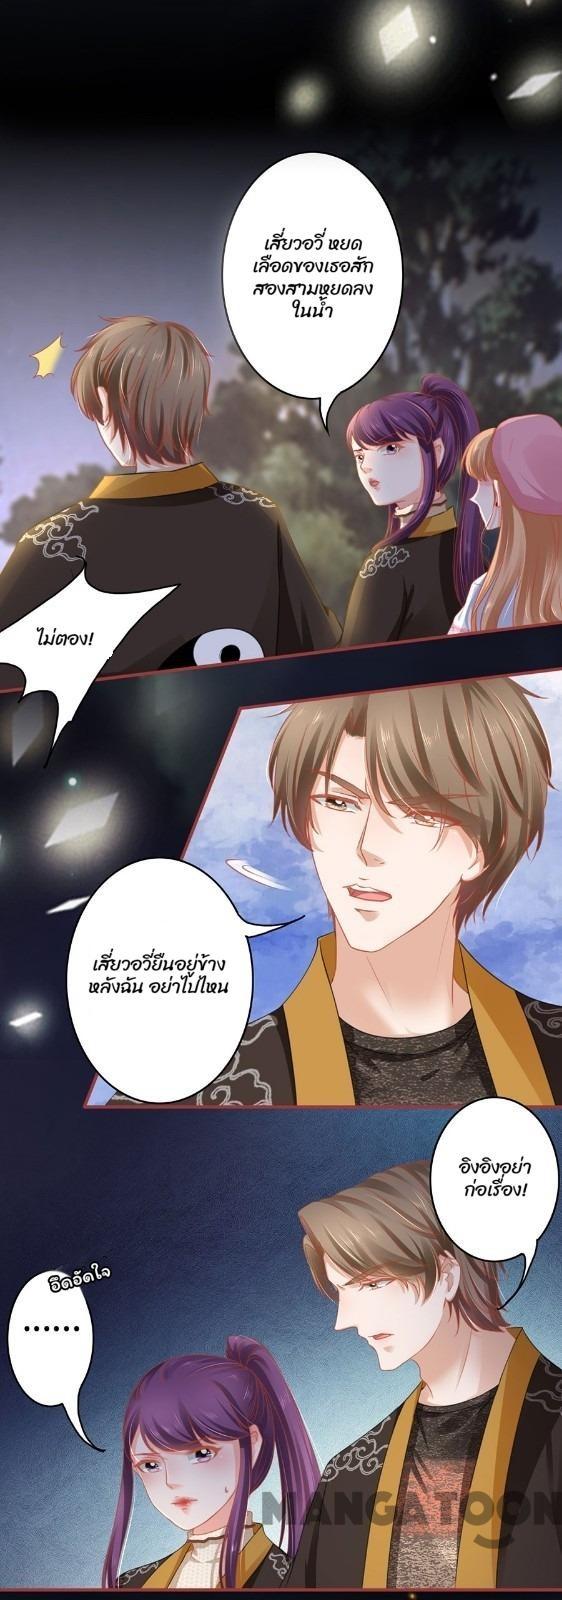 เสี่ยวอวี่ หยด
เลือดของเธอสัก
สองสามหยดลง
ในน้ำ
ไม่ตอง!
เสี่ยวอวี่ยืนอยู่ข้าง
หลังฉัน อย่าไปไหน
อิงอิงอย่า
ก่อเรื่อง!
อึดอัดใจ
......
MANGATOON